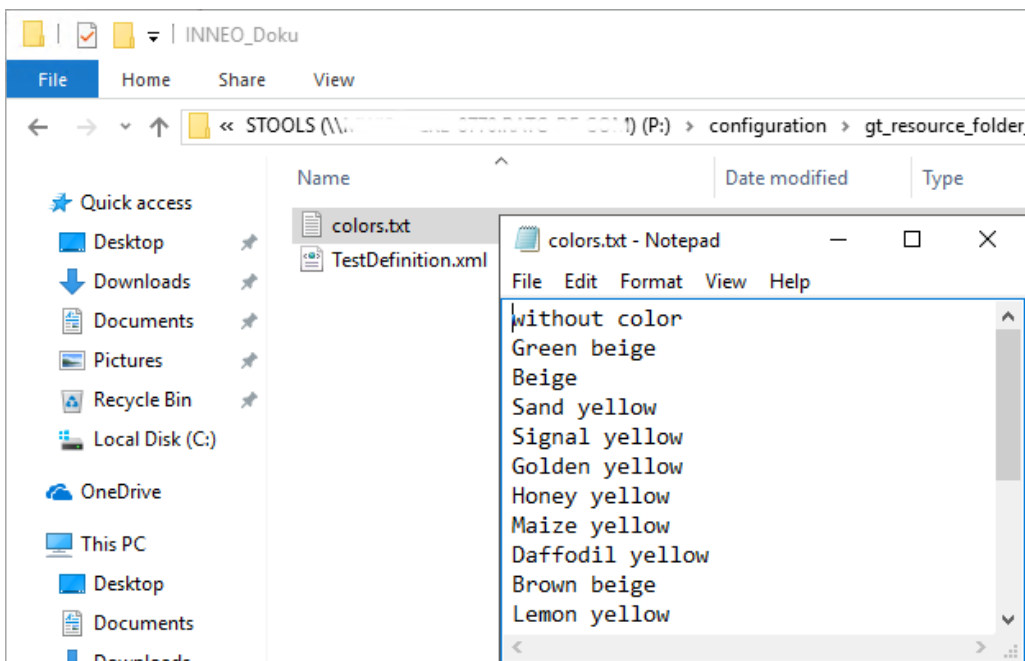 INNEO_Doku
File Home Share View
« STOOLS (\\ (P:) › configuration › gt_resource_folder_
Name Date modified Type
Quick access
Desktop
Downloads
Documents
Pictures
Recycle Bin
Local Disk (C:)
OneDrive
This PC
Desktop
Documents
Downloads
colors.txt
TestDefinition.xml
colors.txt - Notepad
File Edit Format View Help
without color
Green beige
Beige
Sand yellow
Signal yellow
Golden yellow
Honey yellow
Maize yellow
Daffodil yellow
Brown beige
Lemon yellow